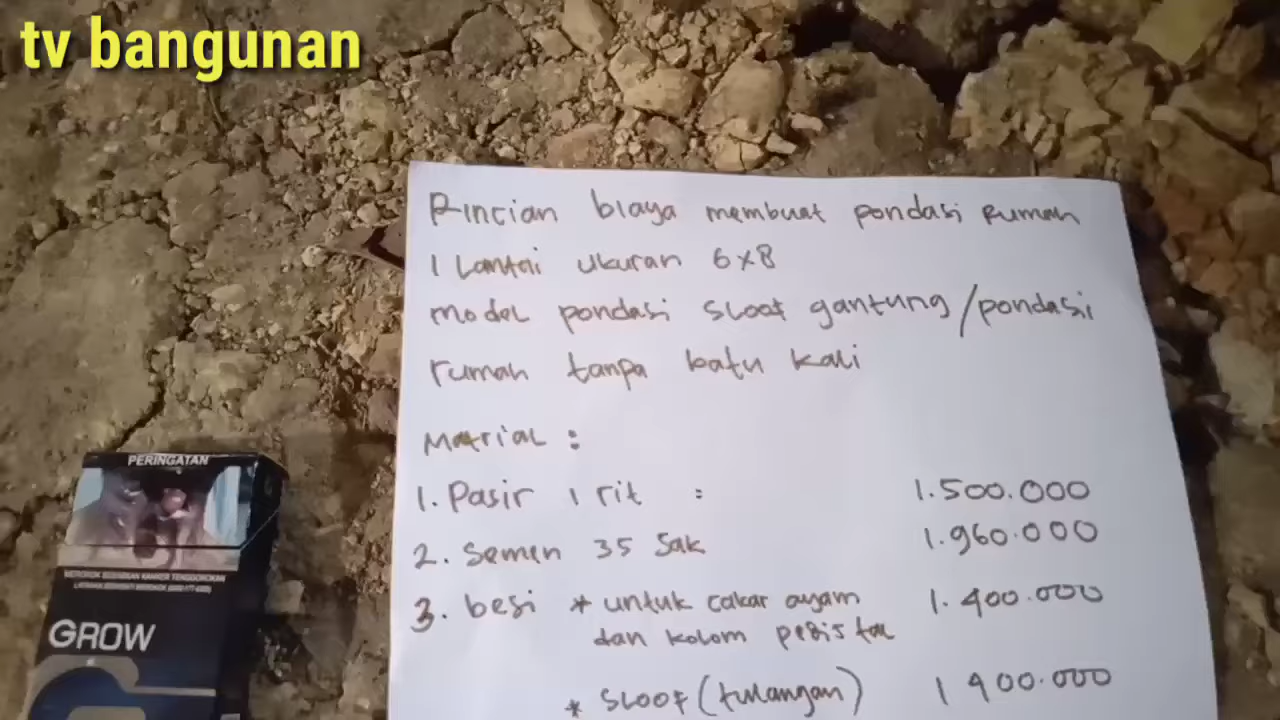 tv bangunan
Rincian biaya membuat pondasi rumah
1 Lantai ukuran 6x8
model pondasi sloof gantung/pondasi
rumah tanpa batu kali
Matrial :
1. Pasir 1 rit : 1.500.000
2. Semen 35 Sak 1.960.000
3. besi * untuk cakar ayam 1.400.000
dan kolom pedistal
* SLOOF (tulangan) 1 900.000
PERINGATAN
GROW